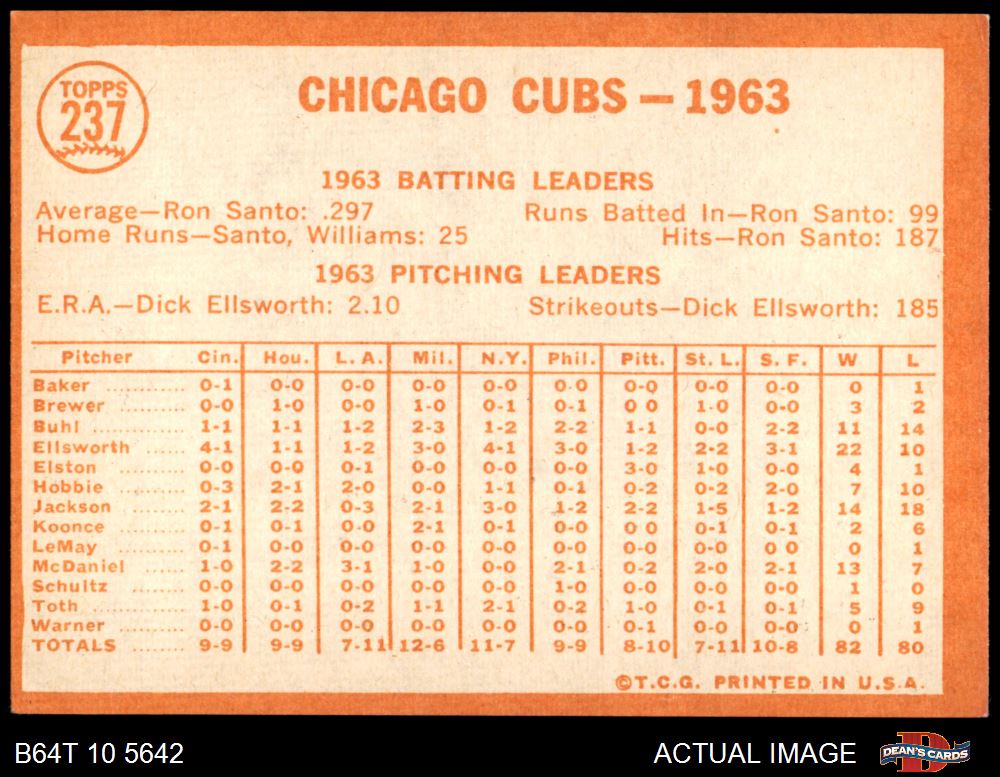 TOPPS
237
CHICAGO CUBS — 1963
1963 BATTING LEADERS
Average—Ron Santo: .297 Runs Batted In—Ron Santo: 99
Home Runs—Santo, Williams: 25 Hits—Ron Santo: 187
1963 PITCHING LEADERS
E.R.A.—Dick Ellsworth: 2.10 Strikeouts—Dick Ellsworth: 185
Pitcher Cin. Hou. L. A. Mil. N.Y. Phil. Pitt. St. L. S. F. W L
Baker .......... 0-1 0-0 0-0 0-0 0-0 0-0 0-0 0-0 0-0 0 1
Brewer ........ 0-0 1-0 0-0 1-0 0-1 0-1 0 0 1-0 0-0 3 2
Buhl ........... 1-1 1-1 1-2 2-3 1-2 2-2 1-1 0-0 2-2 11 14
Ellsworth ...... 4-1 1-1 1-2 3-0 4-1 3-0 1-2 2-2 3-1 22 10
Elston ......... 0-0 0-0 0-1 0-0 0-0 0-0 3-0 1-0 0-0 4 1
Hobbie ........ 0-3 2-1 2-0 0-0 1-1 0-1 0-2 0-2 2-0 7 10
Jackson ....... 2-1 2-2 0-3 2-1 3-0 1-2 2-2 1-5 1-2 14 18
Koonce ........ 0-1 0-1 0-0 2-1 0-1 0-0 0 0 0-1 0-1 2 6
LeMay ........ 0-1 0-0 0-0 0-0 0-0 0-0 0-0 0-0 0 0 0 1
McDaniel ...... 1-0 2-2 3-1 1-0 0-0 2-1 0-2 2-0 2-1 13 7
Schultz ........ 0-0 0-0 0-0 0-0 0-0 1-0 0-0 0-0 0-0 1 0
Toth ........... 1-0 0-1 0-2 1-1 2-1 0-2 1-0 0-1 0-1 5 9
Warner ........ 0-0 0-0 0-0 0-0 0-0 0-0 0-1 0-0 0-0 0 1
TOTALS ........ 9-9 9-9 7-11 12-6 11-7 9-9 8-10 7-11 10-8 82 80
©T.C.G. PRINTED IN U.S.A.
B64T 10 5642 ACTUAL IMAGE DEAN'S CARDS